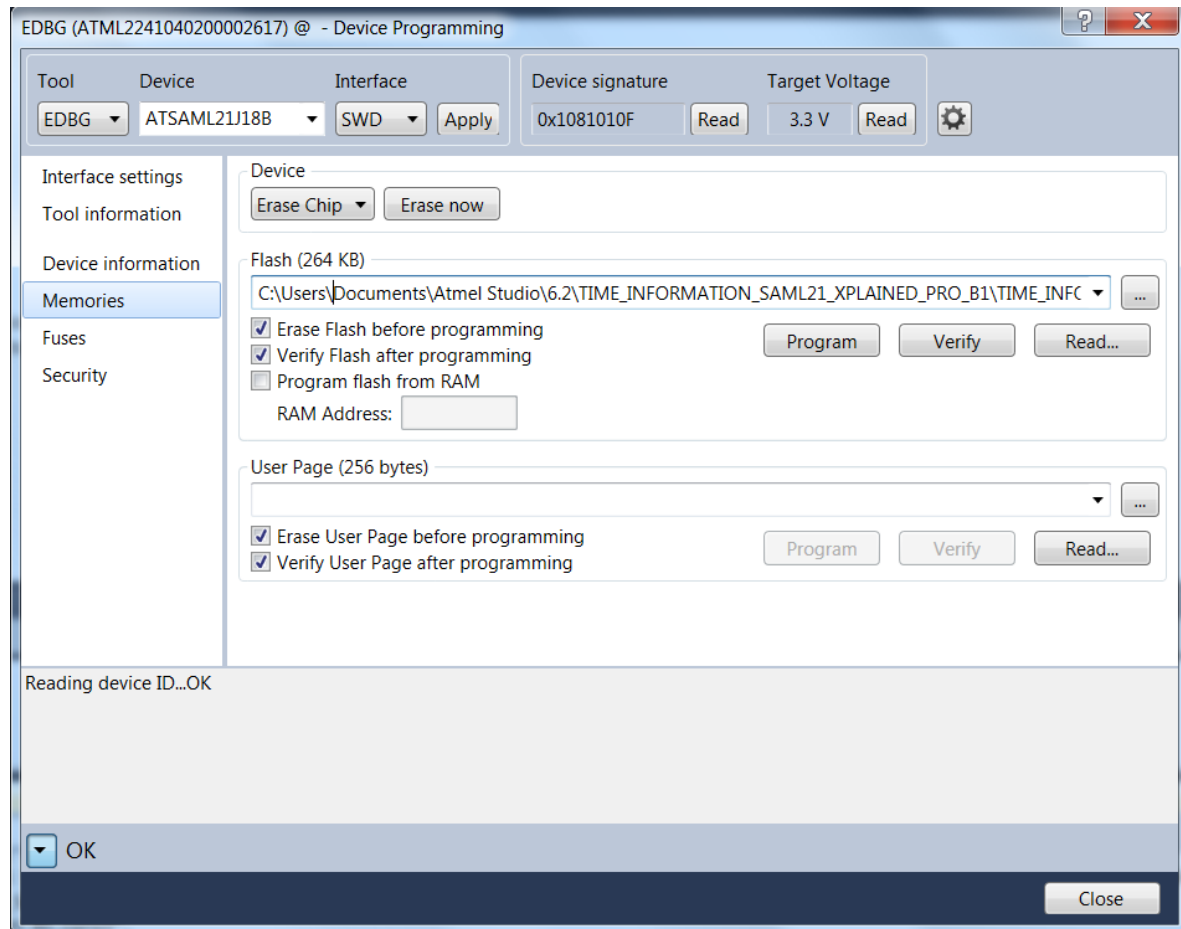 EDBG (ATML2241040200002617) @ - Device Programming
Tool Device Interface Device signature Target Voltage
EDBG ATSAML21J18B SWD Apply 0x1081010F Read 3.3 V Read
Interface settings
Tool information
Device information
Memories
Fuses
Security
Device
Erase Chip Erase now
Flash (264 KB)
C:\Users\Documents\Atmel Studio\6.2\TIME_INFORMATION_SAML21_XPLAINED_PRO_B1\TIME_INFO ...
Erase Flash before programming
Verify Flash after programming
Program flash from RAM
RAM Address:
Program Verify Read...
User Page (256 bytes)
...
Erase User Page before programming
Verify User Page after programming
Program Verify Read...
Reading device ID...OK
OK
Close